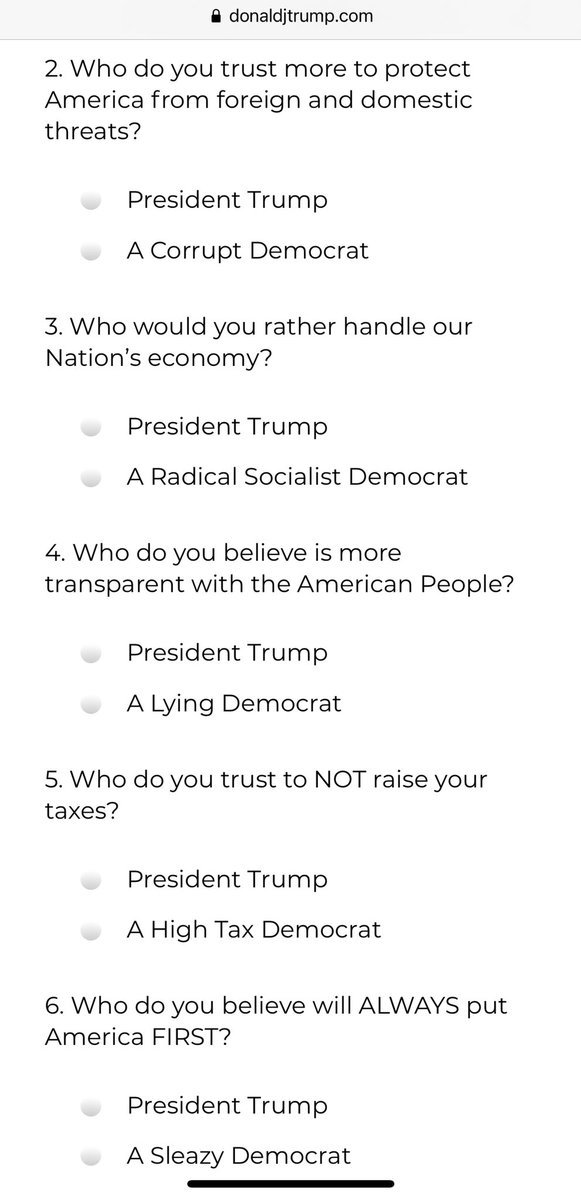 donaldjtrump.com
2. Who do you trust more to protect
America from foreign and domestic
threats?
President Trump
A Corrupt Democrat
3. Who would you rather handle our
Nation’s economy?
President Trump
A Radical Socialist Democrat
4. Who do you believe is more
transparent with the American People?
President Trump
A Lying Democrat
5. Who do you trust to NOT raise your
taxes?
President Trump
A High Tax Democrat
6. Who do you believe will ALWAYS put
America FIRST?
President Trump
A Sleazy Democrat